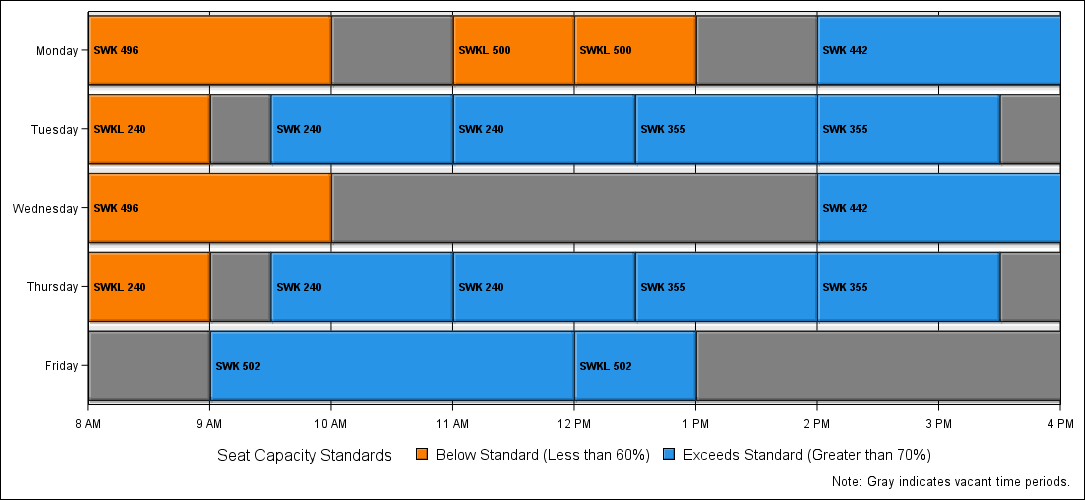 Monday SWK 496 SWKL 500 SWKL 500 SWK 442
Tuesday SWKL 240 SWK 240 SWK 240 SWK 355 SWK 355
Wednesday SWK 496 SWK 442
Thursday SWKL 240 SWK 240 SWK 240 SWK 355 SWK 355
Friday SWK 502 SWKL 502
8 AM 9 AM 10 AM 11 AM 12 PM 1 PM 2 PM 3 PM 4 PM
Seat Capacity Standards Below Standard (Less than 60%) Exceeds Standard (Greater than 70%)
Note: Gray indicates vacant time periods.